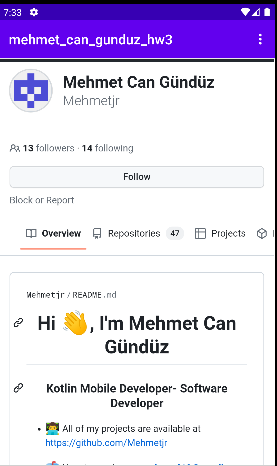 7:33
mehmet_can_gunduz_hw3
Mehmet Can Gündüz
Mehmetjr
13 followers · 14 following
Follow
Block or Report
Overview Repositories 47 Projects
Mehmetjr / README.md
Hi 👋, I'm Mehmet Can
Gündüz
Kotlin Mobile Developer- Software
Developer
• 👨‍💻 All of my projects are available at
https://github.com/Mehmetjr